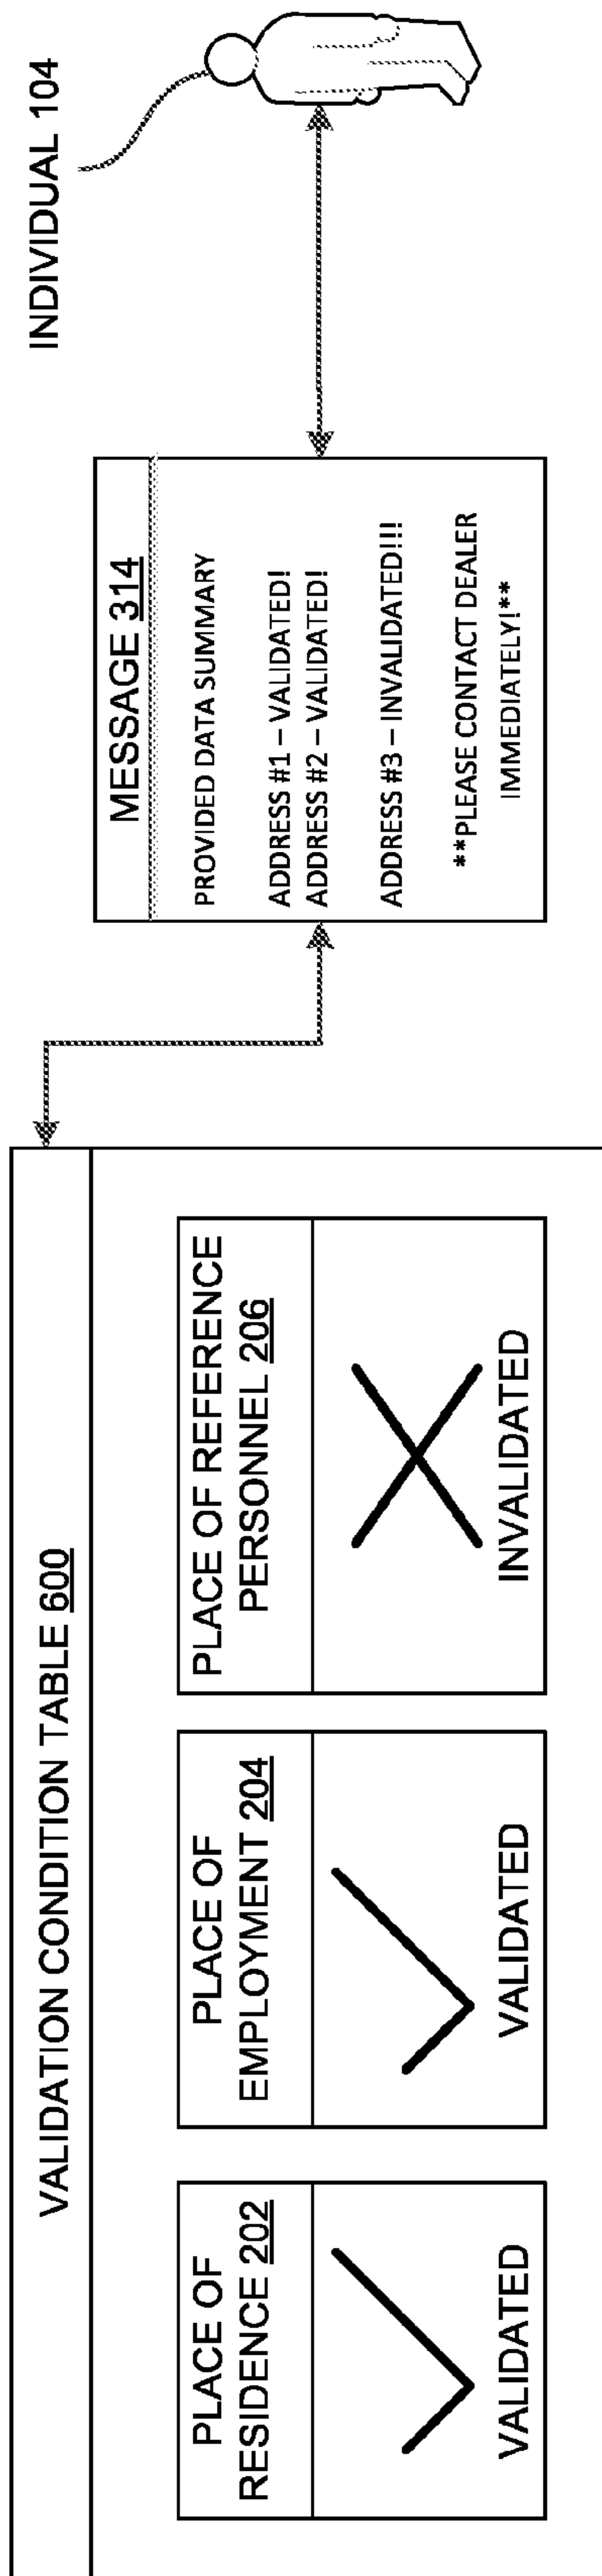 VALIDATION CONDITION TABLE 600
PLACE OF
RESIDENCE 202
VALIDATED
PLACE OF
EMPLOYMENT 204
VALIDATED
PLACE OF REFERENCE
PERSONNEL 206
INVALIDATED
MESSAGE 314
PROVIDED DATA SUMMARY
ADDRESS #1 – VALIDATED!
ADDRESS #2 – VALIDATED!
ADDRESS #3 – INVALIDATED!!!
**PLEASE CONTACT DEALER
IMMEDIATELY!**
INDIVIDUAL 104